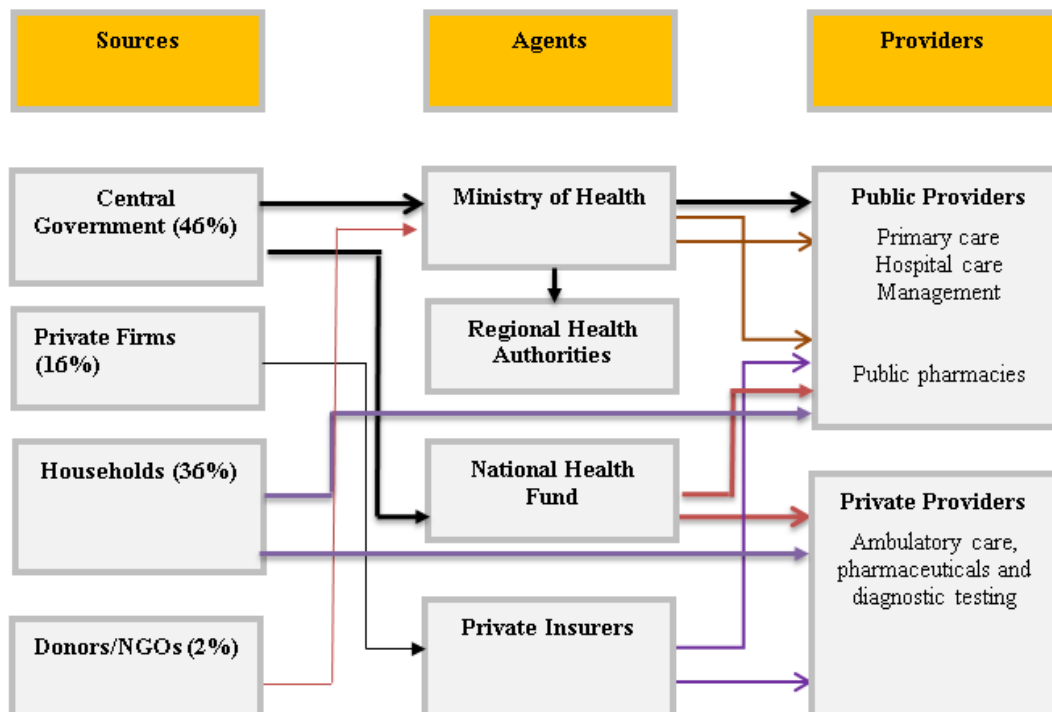 Sources
Agents
Providers
Central
Government (46%)
Ministry of Health
Public Providers
Primary care
Hospital care
Management
Public pharmacies
Private Firms
(16%)
Regional Health
Authorities
Households (36%)
National Health
Fund
Private Providers
Ambulatory care,
pharmaceuticals and
diagnostic testing
Donors/NGOs (2%)
Private Insurers